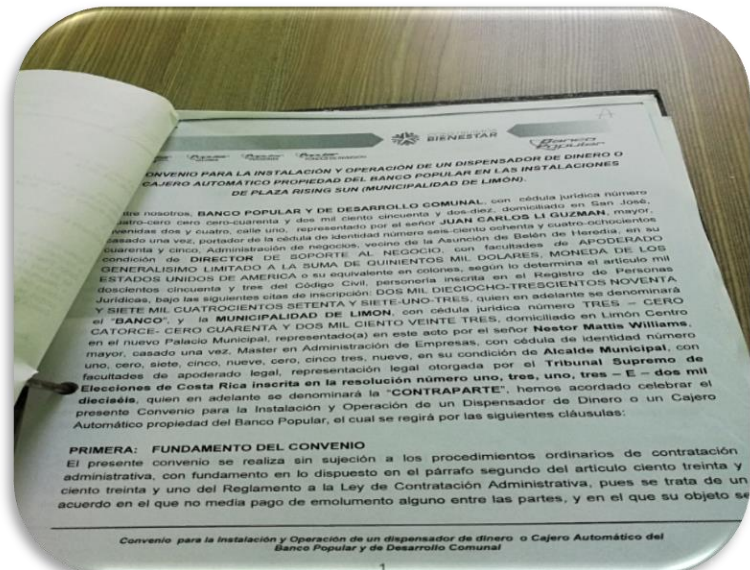 BIENESTAR
Banco
Popular
CONVENIO PARA LA INSTALACIÓN Y OPERACIÓN DE UN DISPENSADOR DE DINERO O
CAJERO AUTOMÁTICO PROPIEDAD DEL BANCO POPULAR EN LAS INSTALACIONES
DE PLAZA RISING SUN (MUNICIPALIDAD DE LIMÓN).
nosotros, BANCO POPULAR Y DE DESARROLLO COMUNAL, con cédula jurídica número
cuatro-cero cero cero-cuarenta y dos mil ciento cincuenta y dos-diez, domiciliado en San José,
avenidas dos y cuatro, calle uno, representado por el señor JUAN CARLOS LI GUZMAN, mayor,
casado una vez, portador de la cédula de identidad número seis-ciento ochenta y cuatro-ochocientos
cuarenta y cinco, Administración de negocios, vecino de la Asunción de Belén de Heredia, en su
condición de DIRECTOR DE SOPORTE AL NEGOCIO, con facultades de APODERADO
GENERALISIMO LIMITADO A LA SUMA DE QUINIENTOS MIL DOLARES, MONEDA DE LOS
ESTADOS UNIDOS DE AMERICA o su equivalente en colones, según lo determina el artículo mil
doscientos cincuenta y tres del Código Civil, personería inscrita en el Registro de Personas
Jurídicas, bajo las siguientes citas de inscripción: DOS MIL DIECIOCHO-TRESCIENTOS NOVENTA
Y SIETE MIL CUATROCIENTOS SETENTA Y SIETE-UNO-TRES, quien en adelante se denominará
el "BANCO", y la MUNICIPALIDAD DE LIMON, con cédula jurídica número TRES – CERO
CATORCE- CERO CUARENTA Y DOS MIL CIENTO VEINTE TRES, domiciliado en Limón Centro
en el nuevo Palacio Municipal, representado(a) en este acto por el señor Nestor Mattis Williams,
mayor, casado una vez, Master en Administración de Empresas, con cédula de identidad número
uno, cero, siete, cinco, nueve, cero, cinco tres, nueve, en su condición de Alcalde Municipal, con
facultades de apoderado legal, representación legal otorgada por el Tribunal Supremo de
Elecciones de Costa Rica inscrita en la resolución número uno, tres, uno, tres – E – dos mil
dieciséis, quien en adelante se denominará la "CONTRAPARTE", hemos acordado celebrar el
presente Convenio para la Instalación y Operación de un Dispensador de Dinero o un Cajero
Automático propiedad del Banco Popular, el cual se regirá por las siguientes cláusulas:
PRIMERA: FUNDAMENTO DEL CONVENIO
El presente convenio se realiza sin sujeción a los procedimientos ordinarios de contratación
administrativa, con fundamento en lo dispuesto en el párrafo segundo del artículo ciento treinta y
ciento treinta y uno del Reglamento a la Ley de Contratación Administrativa, pues se trata de un
acuerdo en el que no media pago de emolumento alguno entre las partes, y en el que su objeto se
Convenio para la Instalación y Operación de un dispensador de dinero o Cajero Automático del
Banco Popular y de Desarrollo Comunal
1